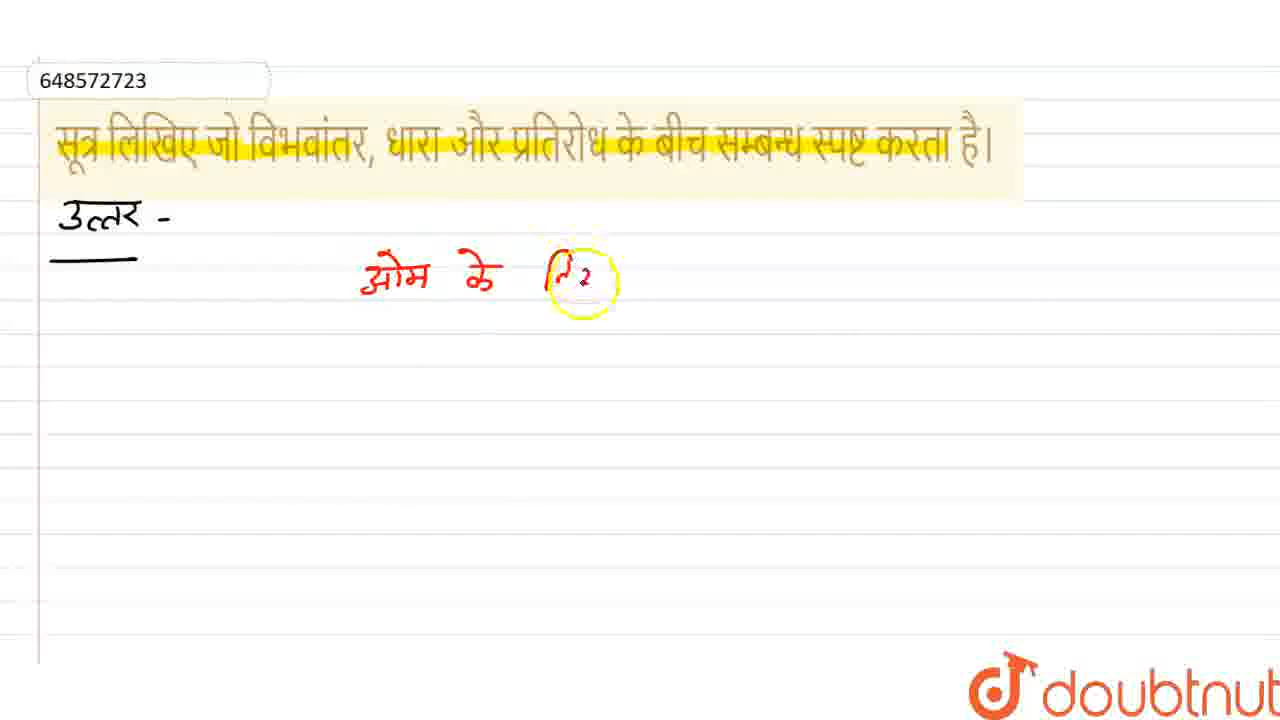 648572723
सूत्र लिखिए जो विभवांतर, धारा और प्रतिरोध के बीच सम्बन्ध स्पष्ट करता है।
उत्तर -
ओम के
doubtnut